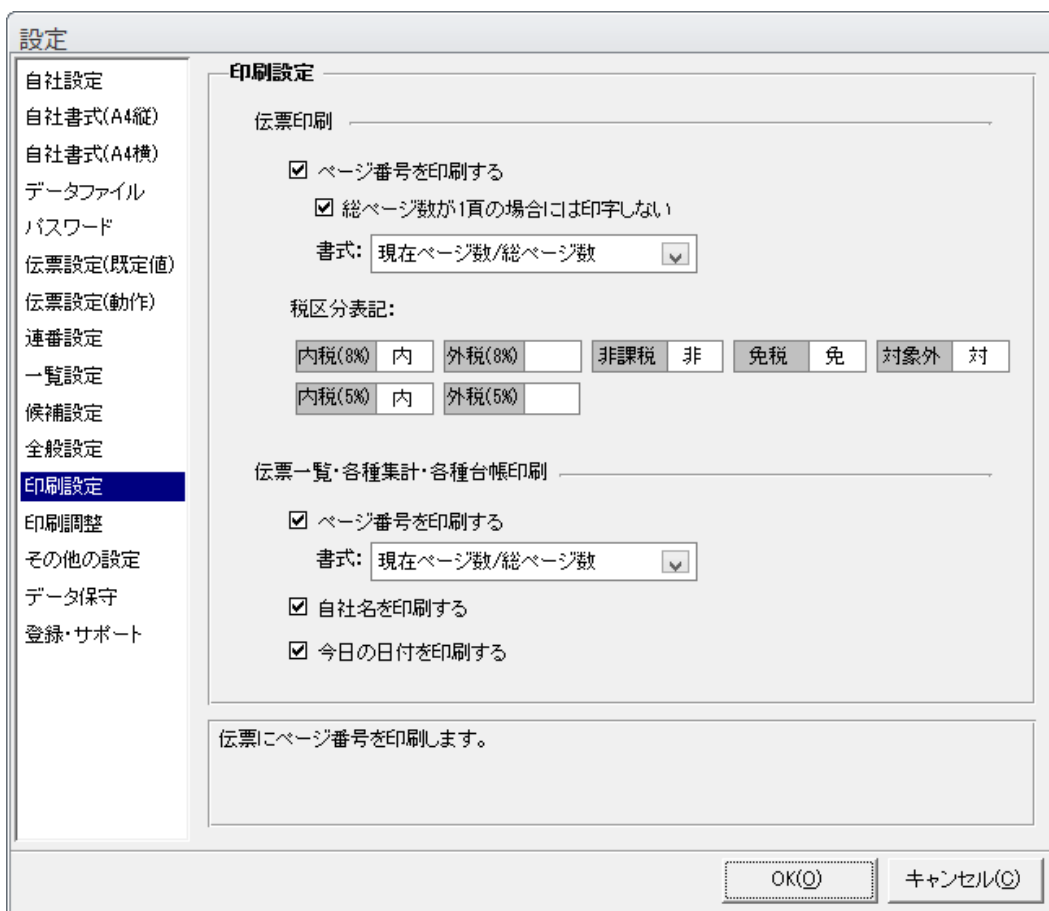 設定
自社設定
自社書式(A4縦)
自社書式(A4横)
データファイル
パスワード
伝票設定(既定値)
伝票設定(動作)
連番設定
一覧設定
候補設定
全般設定
印刷設定
印刷調整
その他の設定
データ保守
登録・サポート
印刷設定
伝票印刷
ページ番号を印刷する
総ページ数が1頁の場合には印字しない
書式: 現在ページ数/総ページ数
税区分表記:
内税(8%) 内 外税(8%) 非課税 非 免税 免 対象外 対
内税(5%) 内 外税(5%)
伝票一覧・各種集計・各種台帳印刷
ページ番号を印刷する
書式: 現在ページ数/総ページ数
自社名を印刷する
今日の日付を印刷する
伝票にページ番号を印刷します。
OK(O) キャンセル(C)